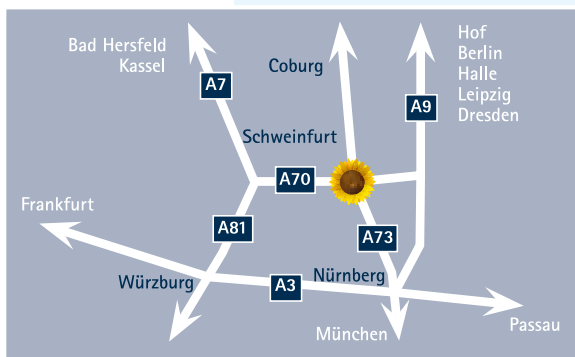 Bad Hersfeld
Kassel
A7
Coburg
Hof
Berlin
Halle
Leipzig
Dresden
A9
Schweinfurt
A70
Frankfurt
A81
A73
Würzburg
A3
Nürnberg
München
Passau